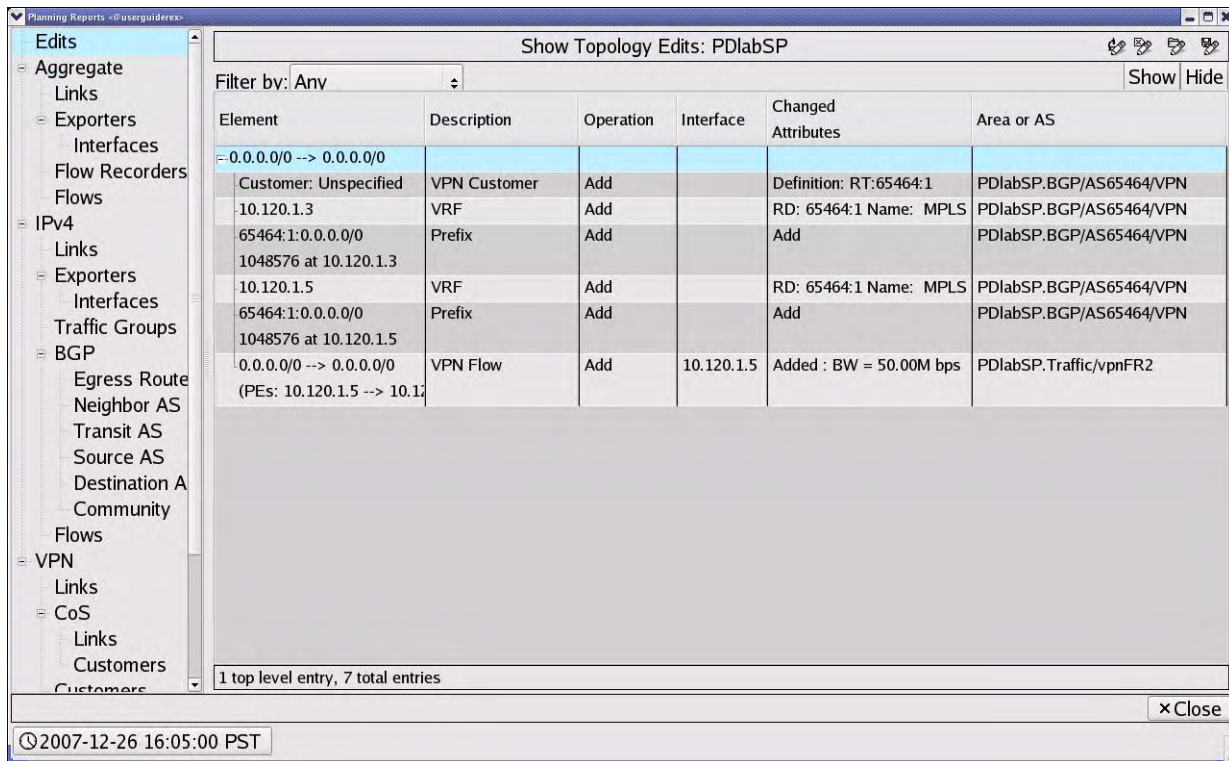 Planning Reports <@userguiderex>
Edits
Aggregate
Links
Exporters
Interfaces
Flow Recorders
Flows
IPv4
Links
Exporters
Interfaces
Traffic Groups
BGP
Egress Route
Neighbor AS
Transit AS
Source AS
Destination A
Community
Flows
VPN
Links
CoS
Links
Customers
Customers
Show Topology Edits: PDlabSP
Filter by: Any
Show Hide
Element Description Operation Interface Changed Attributes Area or AS
0.0.0.0/0 --> 0.0.0.0/0
Customer: Unspecified VPN Customer Add Definition: RT:65464:1 PDlabSP.BGP/AS65464/VPN
10.120.1.3 VRF Add RD: 65464:1 Name: MPLS PDlabSP.BGP/AS65464/VPN
65464:1:0.0.0.0/0 Prefix Add Add PDlabSP.BGP/AS65464/VPN
1048576 at 10.120.1.3
10.120.1.5 VRF Add RD: 65464:1 Name: MPLS PDlabSP.BGP/AS65464/VPN
65464:1:0.0.0.0/0 Prefix Add Add PDlabSP.BGP/AS65464/VPN
1048576 at 10.120.1.5
0.0.0.0/0 --> 0.0.0.0/0 VPN Flow Add 10.120.1.5 Added : BW = 50.00M bps PDlabSP.Traffic/vpnFR2
(PEs: 10.120.1.5 --> 10.12
1 top level entry, 7 total entries
×Close
2007-12-26 16:05:00 PST